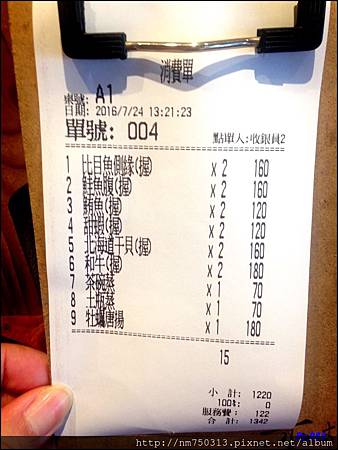 消費單
桌號: A1
日期: 2016/7/24 13:21:23
單號: 004
點單人:收銀員2
1 比目魚側緣(握) x 2 160
2 鮭魚腹(握) x 2 160
3 鮪魚(握) x 2 120
4 甜蝦(握) x 2 120
5 北海道干貝(握) x 2 160
6 和牛(握) x 2 180
7 茶碗蒸 x 1 70
8 土瓶蒸 x 1 70
9 牡蠣唐揚 x 1 180
15
小 計: 1220
100%: 0
服務費: 122
合 計: 1342
http://nm750313.pixnet.net/album